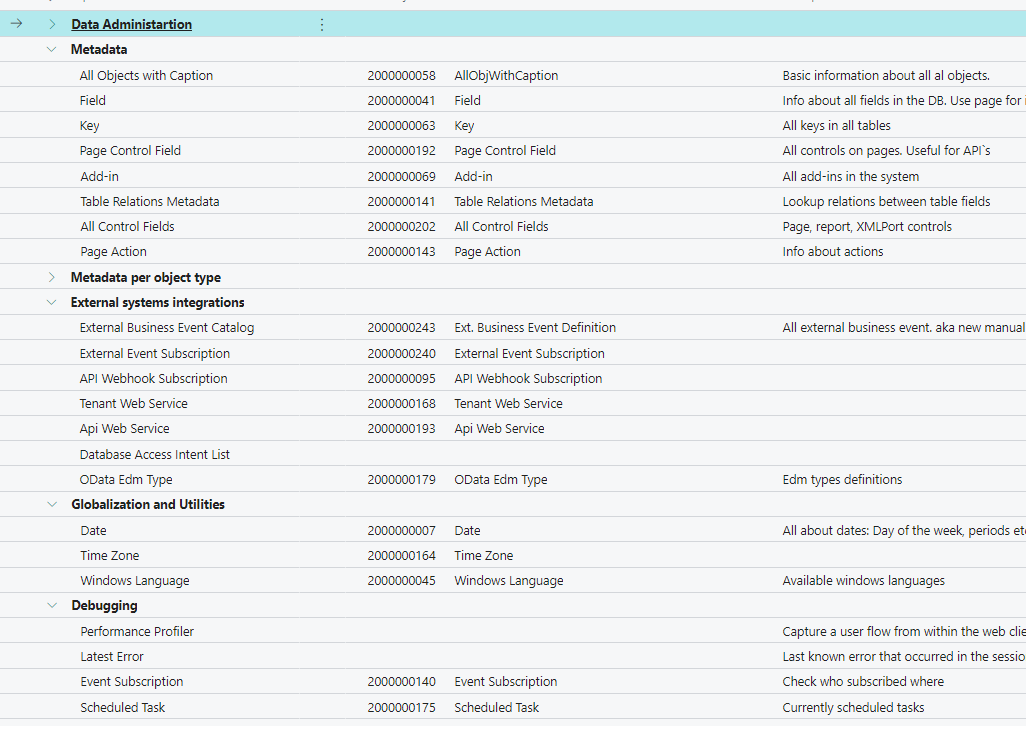 Data Administartion
Metadata
All Objects with Caption 2000000058 AllObjWithCaption Basic information about all al objects.
Field 2000000041 Field Info about all fields in the DB. Use page for
Key 2000000063 Key All keys in all tables
Page Control Field 2000000192 Page Control Field All controls on pages. Useful for API`s
Add-in 2000000069 Add-in All add-ins in the system
Table Relations Metadata 2000000141 Table Relations Metadata Lookup relations between table fields
All Control Fields 2000000202 All Control Fields Page, report, XMLPort controls
Page Action 2000000143 Page Action Info about actions
Metadata per object type
External systems integrations
External Business Event Catalog 2000000243 Ext. Business Event Definition All external business event. aka new manual
External Event Subscription 2000000240 External Event Subscription
API Webhook Subscription 2000000095 API Webhook Subscription
Tenant Web Service 2000000168 Tenant Web Service
Api Web Service 2000000193 Api Web Service
Database Access Intent List
OData Edm Type 2000000179 OData Edm Type Edm types definitions
Globalization and Utilities
Date 2000000007 Date All about dates: Day of the week, periods et
Time Zone 2000000164 Time Zone
Windows Language 2000000045 Windows Language Available windows languages
Debugging
Performance Profiler Capture a user flow from within the web clie
Latest Error Last known error that occurred in the sessio
Event Subscription 2000000140 Event Subscription Check who subscribed where
Scheduled Task 2000000175 Scheduled Task Currently scheduled tasks